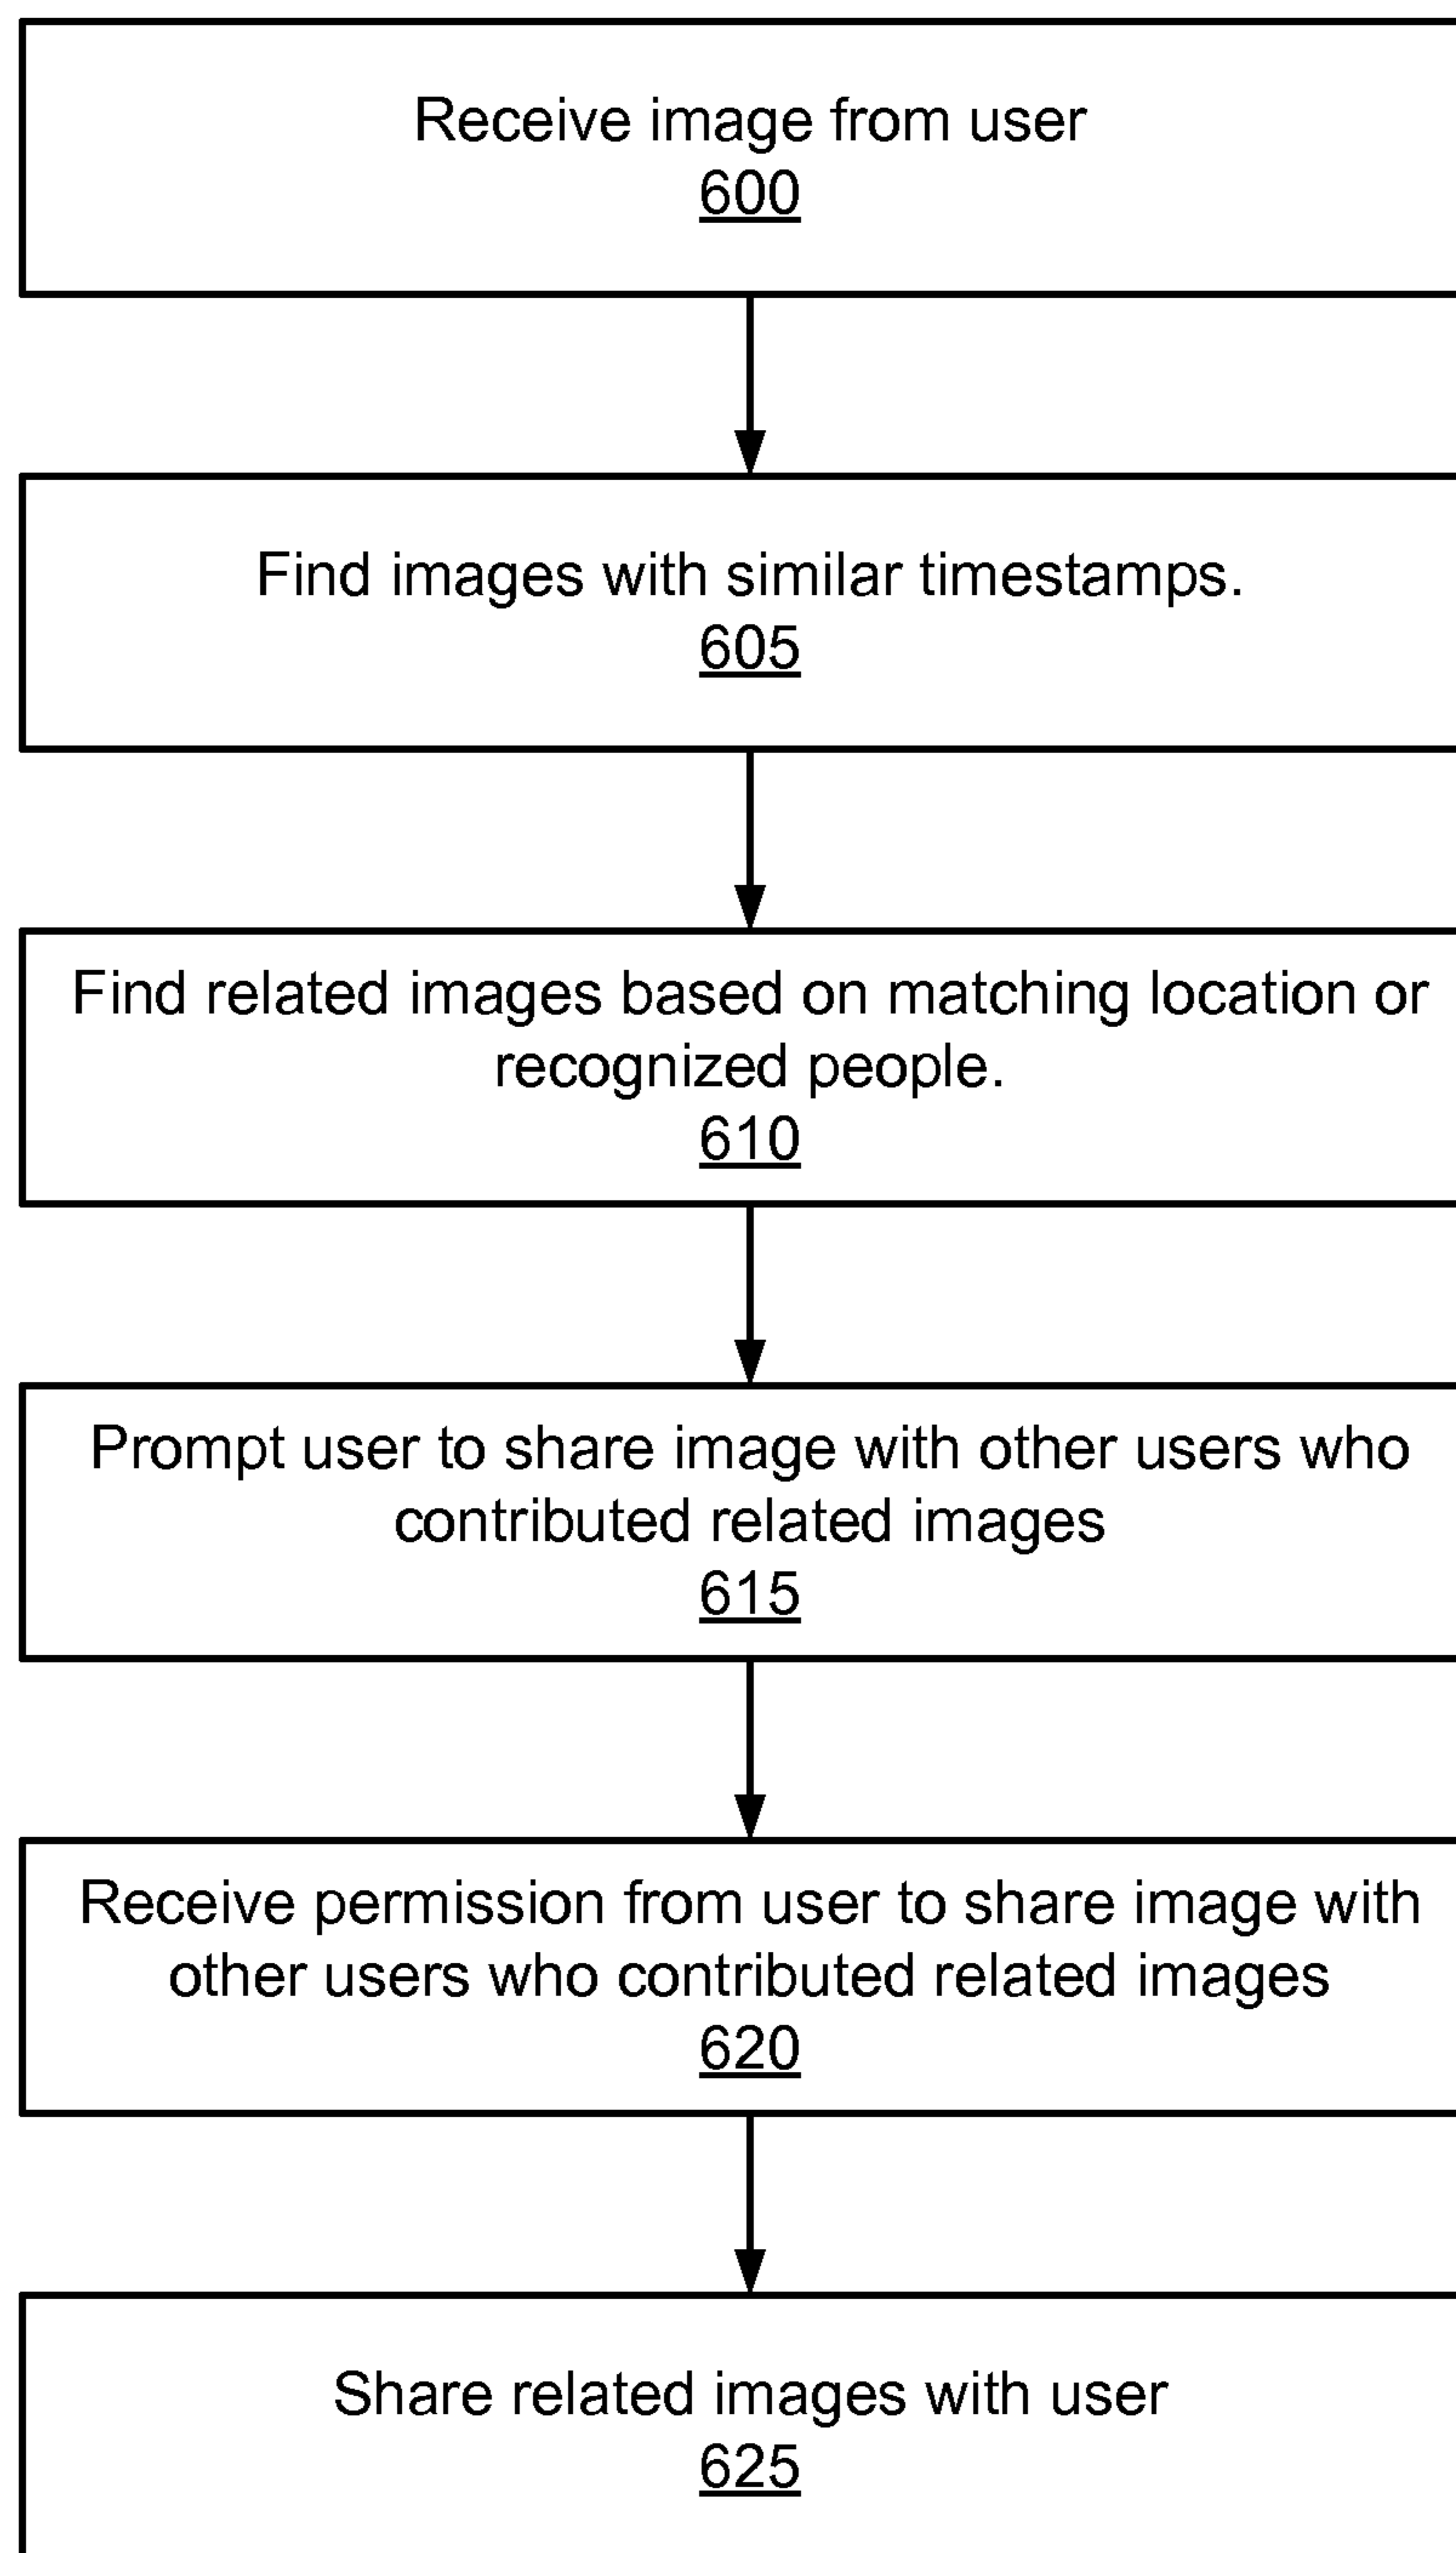 Receive image from user
600
Find images with similar timestamps.
605
Find related images based on matching location or
recognized people.
610
Prompt user to share image with other users who
contributed related images
615
Receive permission from user to share image with
other users who contributed related images
620
Share related images with user
625